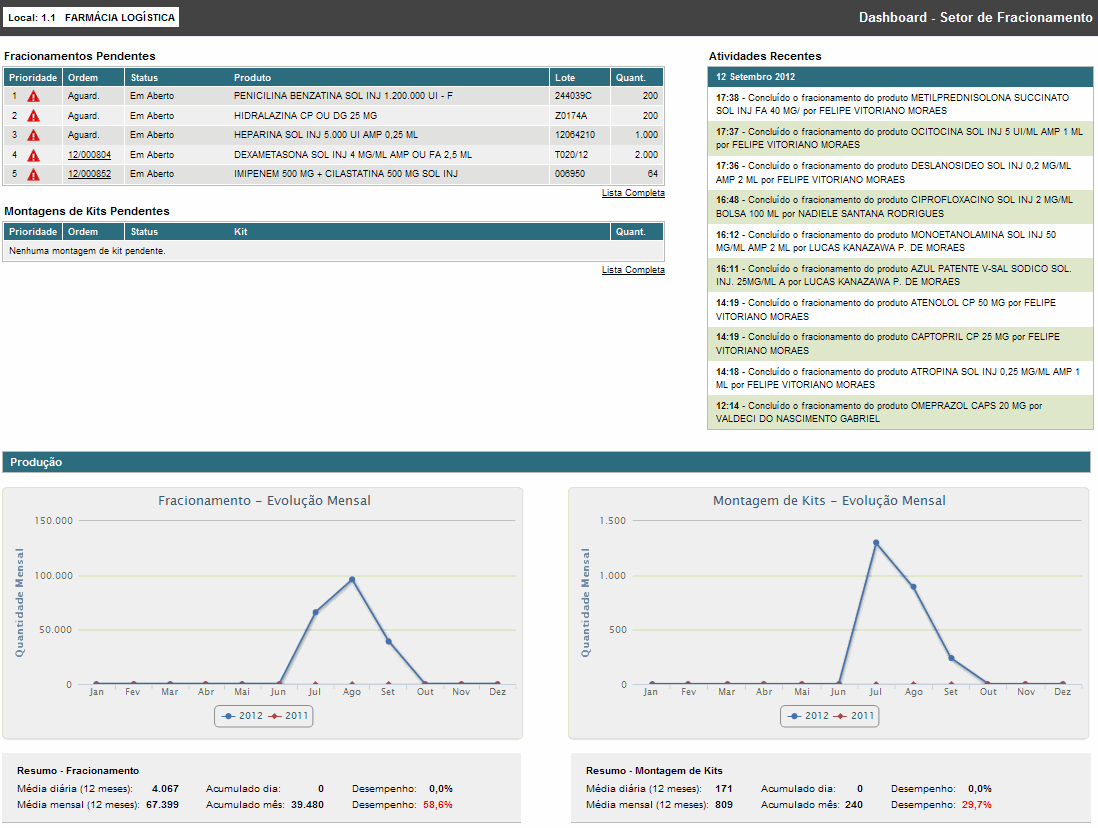 Local: 1.1 FARMÁCIA LOGÍSTICA
Dashboard - Setor de Fracionamento
Fracionamentos Pendentes
Prioridade Ordem Status Produto Lote Quant.
1 Aguard. Em Aberto PENICILINA BENZATINA SOL INJ 1.200.000 UI - F 244039C 200
2 Aguard. Em Aberto HIDRALAZINA CP OU DG 25 MG Z0174A 200
3 Aguard. Em Aberto HEPARINA SOL INJ 5.000 UI AMP 0,25 ML 12064210 1.000
4 12/000804 Em Aberto DEXAMETASONA SOL INJ 4 MG/ML AMP OU FA 2,5 ML T020/12 2.000
5 12/000852 Em Aberto IMIPENEM 500 MG + CILASTATINA 500 MG SOL INJ 006950 64
Lista Completa
Montagens de Kits Pendentes
Prioridade Ordem Status Kit Quant.
Nenhuma montagem de kit pendente.
Lista Completa
Atividades Recentes
12 Setembro 2012
17:38 - Concluído o fracionamento do produto METILPREDNISOLONA SUCCINATO
SOL INJ FA 40 MG/ por FELIPE VITORIANO MORAES
17:37 - Concluído o fracionamento do produto OCITOCINA SOL INJ 5 UI/ML AMP 1 ML
por FELIPE VITORIANO MORAES
17:36 - Concluído o fracionamento do produto DESLANOSIDEO SOL INJ 0,2 MG/ML
AMP 2 ML por FELIPE VITORIANO MORAES
16:48 - Concluído o fracionamento do produto CIPROFLOXACINO SOL INJ 2 MG/ML
BOLSA 100 ML por NADIELE SANTANA RODRIGUES
16:12 - Concluído o fracionamento do produto MONOETANOLAMINA SOL INJ 50
MG/ML AMP 2 ML por LUCAS KANAZAWA P. DE MORAES
16:11 - Concluído o fracionamento do produto AZUL PATENTE V-SAL SODICO SOL.
INJ. 25MG/ML A por LUCAS KANAZAWA P. DE MORAES
14:19 - Concluído o fracionamento do produto ATENOLOL CP 50 MG por FELIPE
VITORIANO MORAES
14:19 - Concluído o fracionamento do produto CAPTOPRIL CP 25 MG por FELIPE
VITORIANO MORAES
14:18 - Concluído o fracionamento do produto ATROPINA SOL INJ 0,25 MG/ML AMP 1
ML por FELIPE VITORIANO MORAES
12:14 - Concluído o fracionamento do produto OMEPRAZOL CAPS 20 MG por
VALDECI DO NASCIMENTO GABRIEL
Produção
Fracionamento – Evolução Mensal
Quantidade Mensal
150.000
100.000
50.000
0
Jan Fev Mar Abr Mai Jun Jul Ago Set Out Nov Dez
2012 2011
Montagem de Kits – Evolução Mensal
Quantidade Mensal
1.500
1.000
500
0
Jan Fev Mar Abr Mai Jun Jul Ago Set Out Nov Dez
2012 2011
Resumo - Fracionamento
Média diária (12 meses): 4.067 Acumulado dia: 0 Desempenho: 0,0%
Média mensal (12 meses): 67.399 Acumulado mês: 39.480 Desempenho: 58,6%
Resumo - Montagem de Kits
Média diária (12 meses): 171 Acumulado dia: 0 Desempenho: 0,0%
Média mensal (12 meses): 809 Acumulado mês: 240 Desempenho: 29,7%